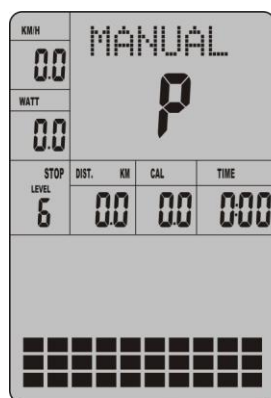 KM/H
0.0
MANUAL
P
WATT
0.0
STOP
LEVEL
6
DIST. KM
0.0
CAL
0.0
TIME
0:00